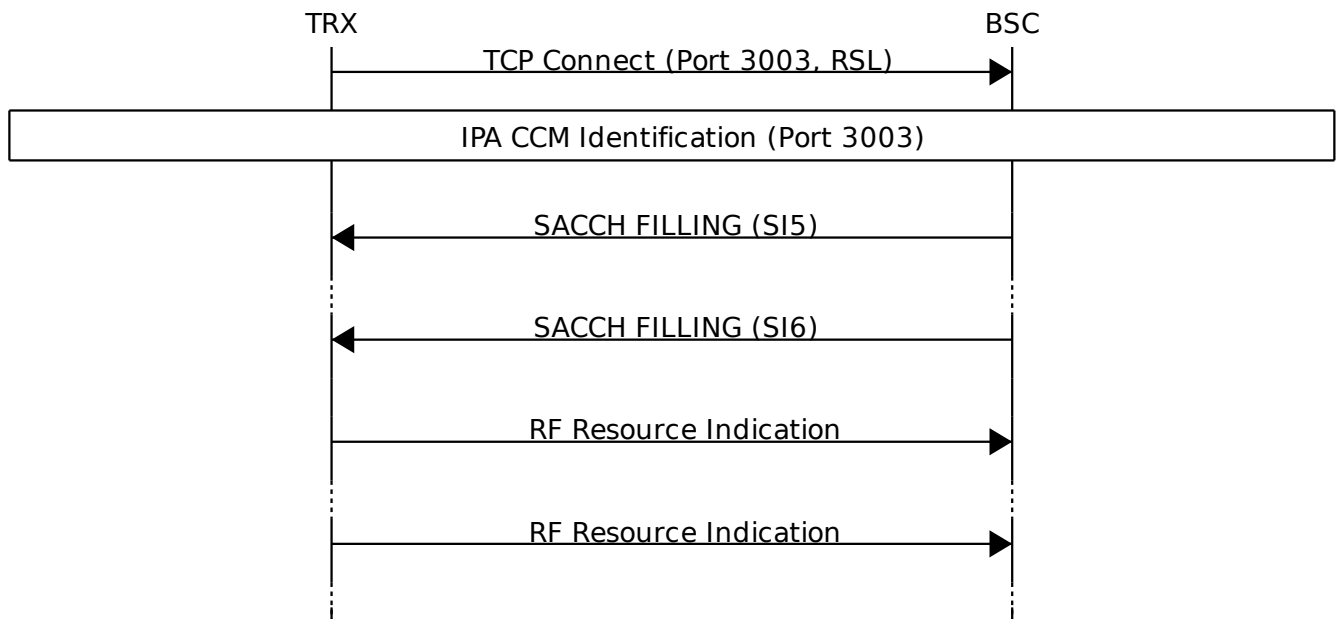 TRX BSC
TCP Connect (Port 3003, RSL)
IPA CCM Identification (Port 3003)
SACCH FILLING (SI5)
SACCH FILLING (SI6)
RF Resource Indication
RF Resource Indication